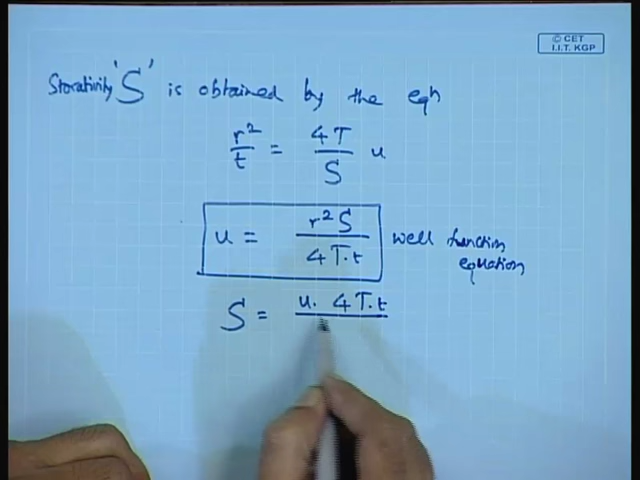 © CET
I.I.T. KGP
Storativity 'S' is obtained by the eqn
r²/t = 4T/S u
u = r²S/4T.t well function
equation
S = u. 4T.t